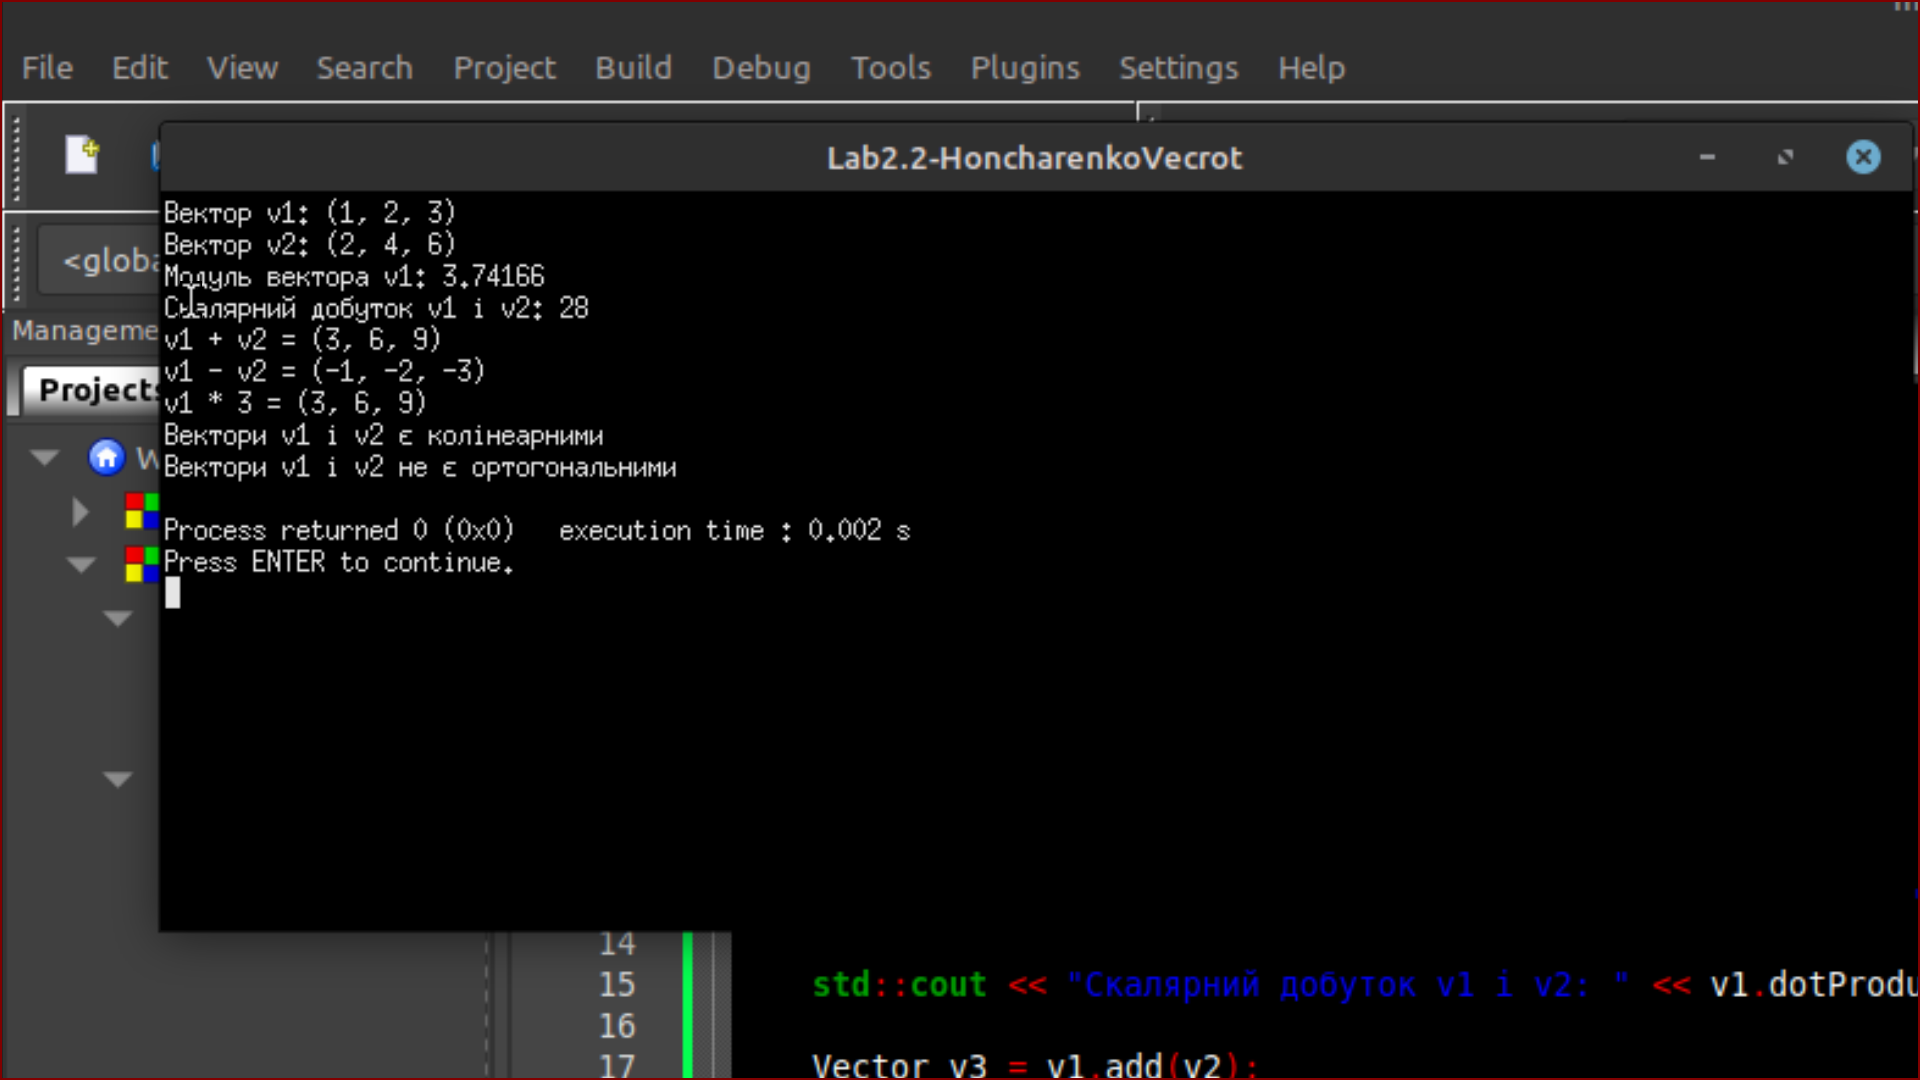 File Edit View Search Project Build Debug Tools Plugins Settings Help
Lab2.2-HoncharenkoVecrot
<globa
Manageme
Projects
W
Вектор v1: (1, 2, 3)
Вектор v2: (2, 4, 6)
Модуль вектора v1: 3.74166
Скалярний добуток v1 і v2: 28
v1 + v2 = (3, 6, 9)
v1 - v2 = (-1, -2, -3)
v1 * 3 = (3, 6, 9)
Вектори v1 і v2 є колінеарними
Вектори v1 і v2 не є ортогональними
Process returned 0 (0x0)   execution time : 0.002 s
Press ENTER to continue.
14
15 std::cout << "Скалярний добуток v1 і v2: " << v1.dotProdu
16
17 Vector v3 = v1.add(v2);